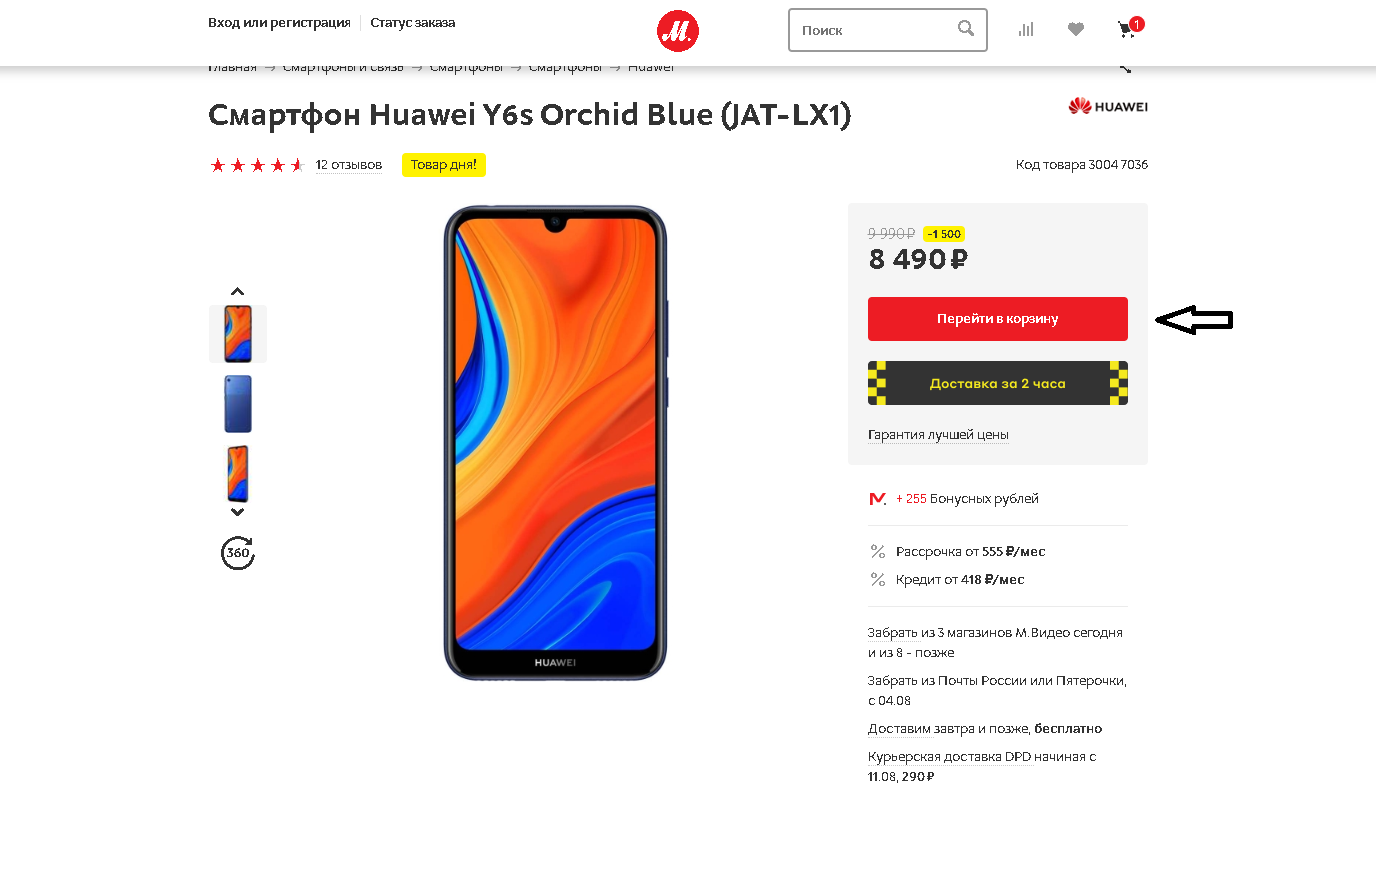 Вход или регистрация
Статус заказа
М.
Поиск
1
Главная → Смартфоны и связь → Смартфоны → Смартфоны → Huawei
Смартфон Huawei Y6s Orchid Blue (JAT-LX1)
HUAWEI
12 отзывов
Товар дня!
Код товара 30047036
9 990 ₽
-1 500
8 490 ₽
Перейти в корзину
Доставка за 2 часа
Гарантия лучшей цены
360
HUAWEI
+ 255 Бонусных рублей
Рассрочка от 555 ₽/мес
Кредит от 418 ₽/мес
Забрать из 3 магазинов М.Видео сегодня
и из 8 - позже
Забрать из Почты России или Пятерочки,
с 04.08
Доставим завтра и позже, бесплатно
Курьерская доставка DPD начиная с
11.08, 290 ₽